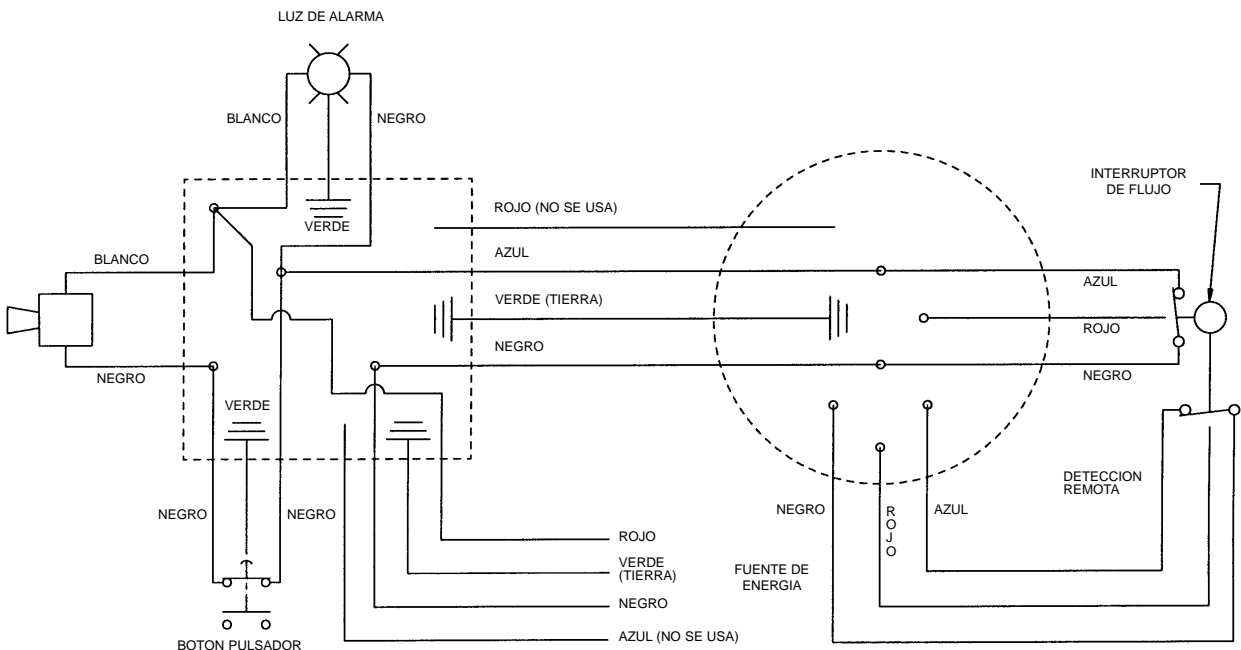 LUZ DE ALARMA
BLANCO
NEGRO
VERDE
ROJO (NO SE USA)
INTERRUPTOR
DE FLUJO
BLANCO
AZUL
AZUL
VERDE (TIERRA)
ROJO
NEGRO
NEGRO
NEGRO
VERDE
DETECCION
REMOTA
NEGRO
NEGRO
NEGRO
ROJO
AZUL
ROJO
VERDE
(TIERRA)
FUENTE DE
ENERGIA
NEGRO
AZUL (NO SE USA)
BOTON PULSADOR